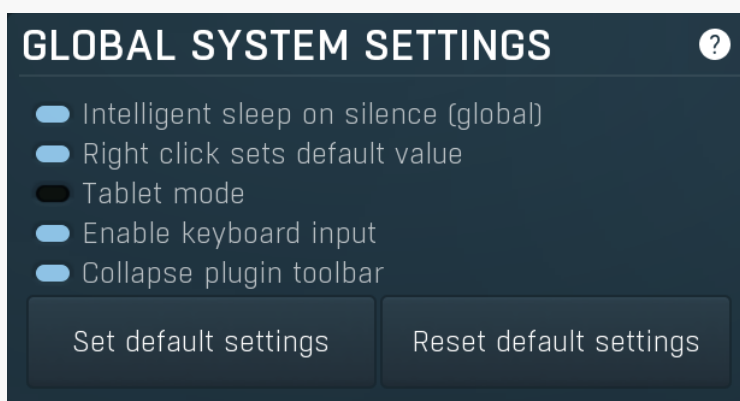 GLOBAL SYSTEM SETTINGS ?
Intelligent sleep on silence (global)
Right click sets default value
Tablet mode
Enable keyboard input
Collapse plugin toolbar
Set default settings Reset default settings